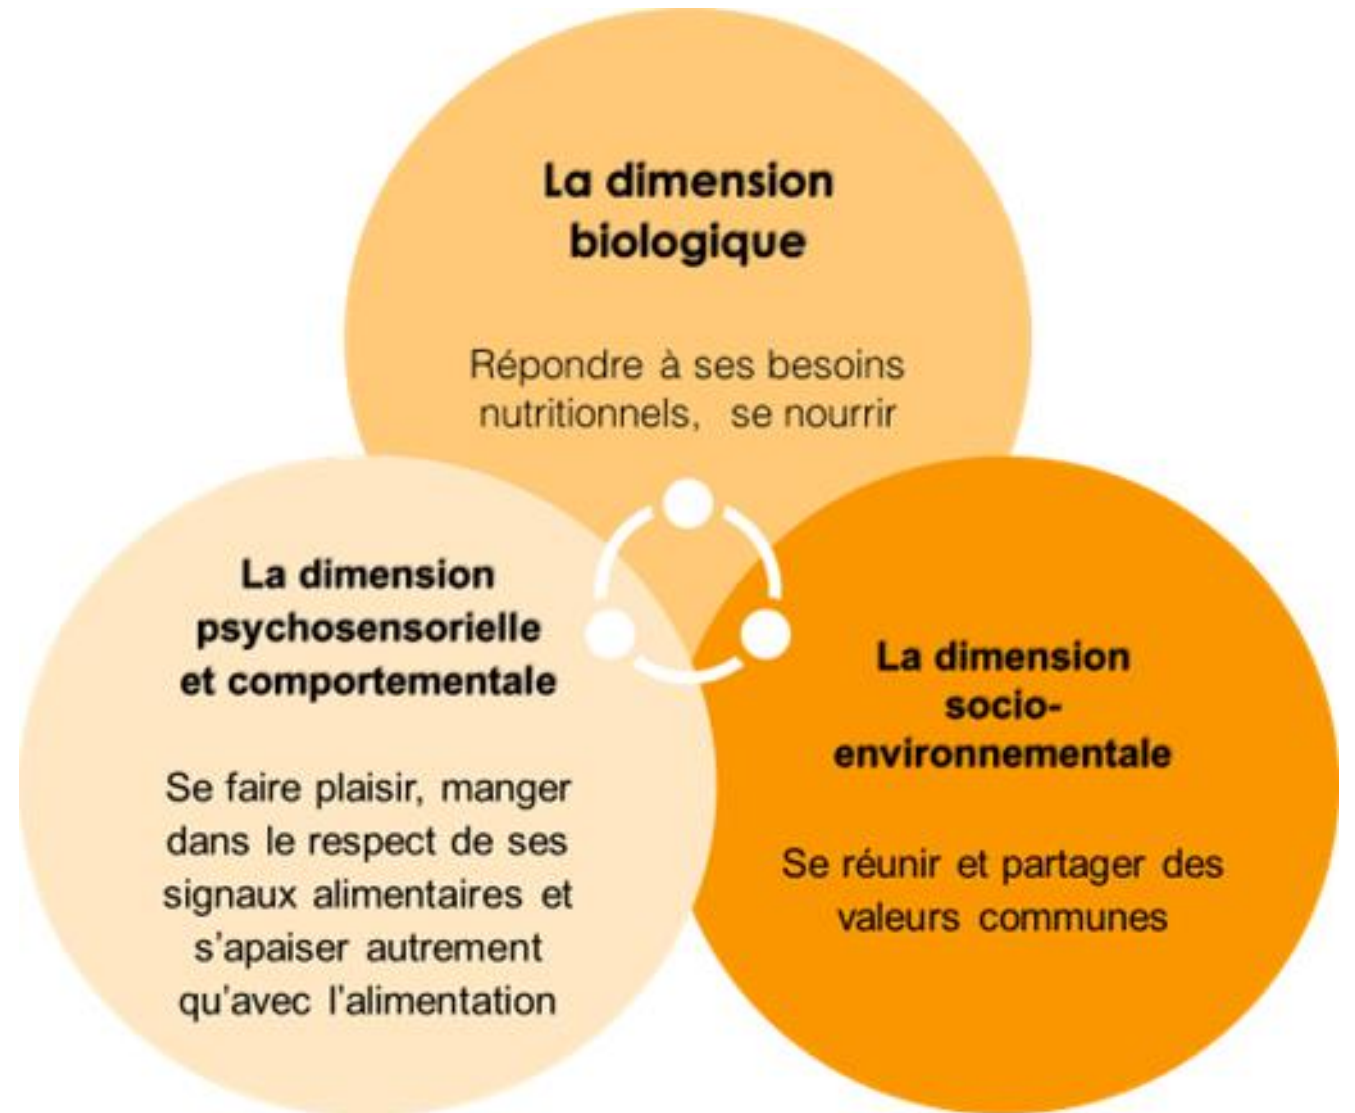 La dimension
biologique
Répondre à ses besoins
nutritionnels, se nourrir
La dimension
psychosensorielle
et comportementale
Se faire plaisir, manger
dans le respect de ses
signaux alimentaires et
s'apaiser autrement
qu'avec l'alimentation
La dimension
socio-
environnementale
Se réunir et partager des
valeurs communes